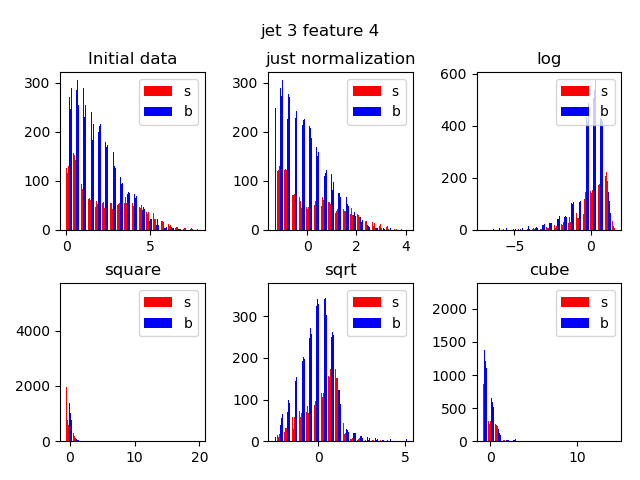 jet 3 feature 4
Initial data
just normalization
log
300
200
100
0
0
5
s
b
300
200
100
0
0
2
4
s
b
600
400
200
0
−5
0
s
b
square
sqrt
cube
4000
2000
0
0
10
20
s
b
300
200
100
0
0
5
s
b
2000
1500
1000
500
0
0
10
s
b